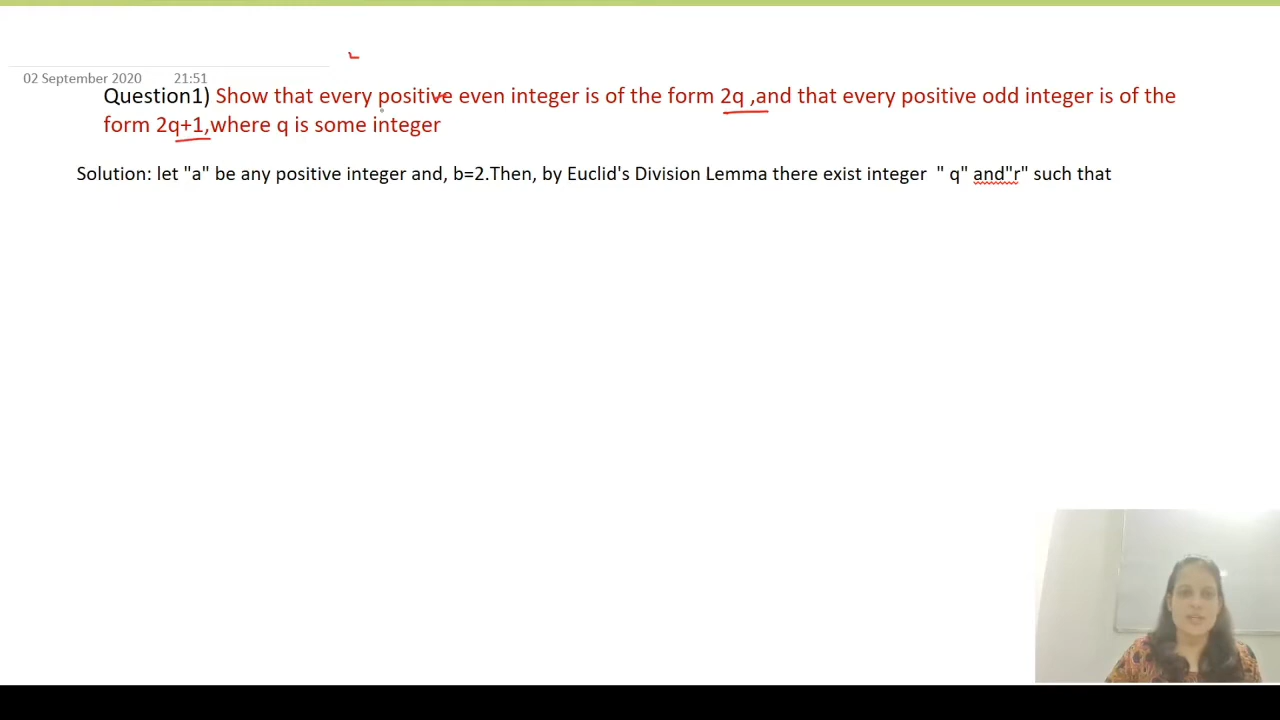 02 September 2020 21:51
Question1) Show that every positive even integer is of the form 2q ,and that every positive odd integer is of the
form 2q+1,where q is some integer
Solution: let "a" be any positive integer and, b=2.Then, by Euclid's Division Lemma there exist integer " q" and"r" such that